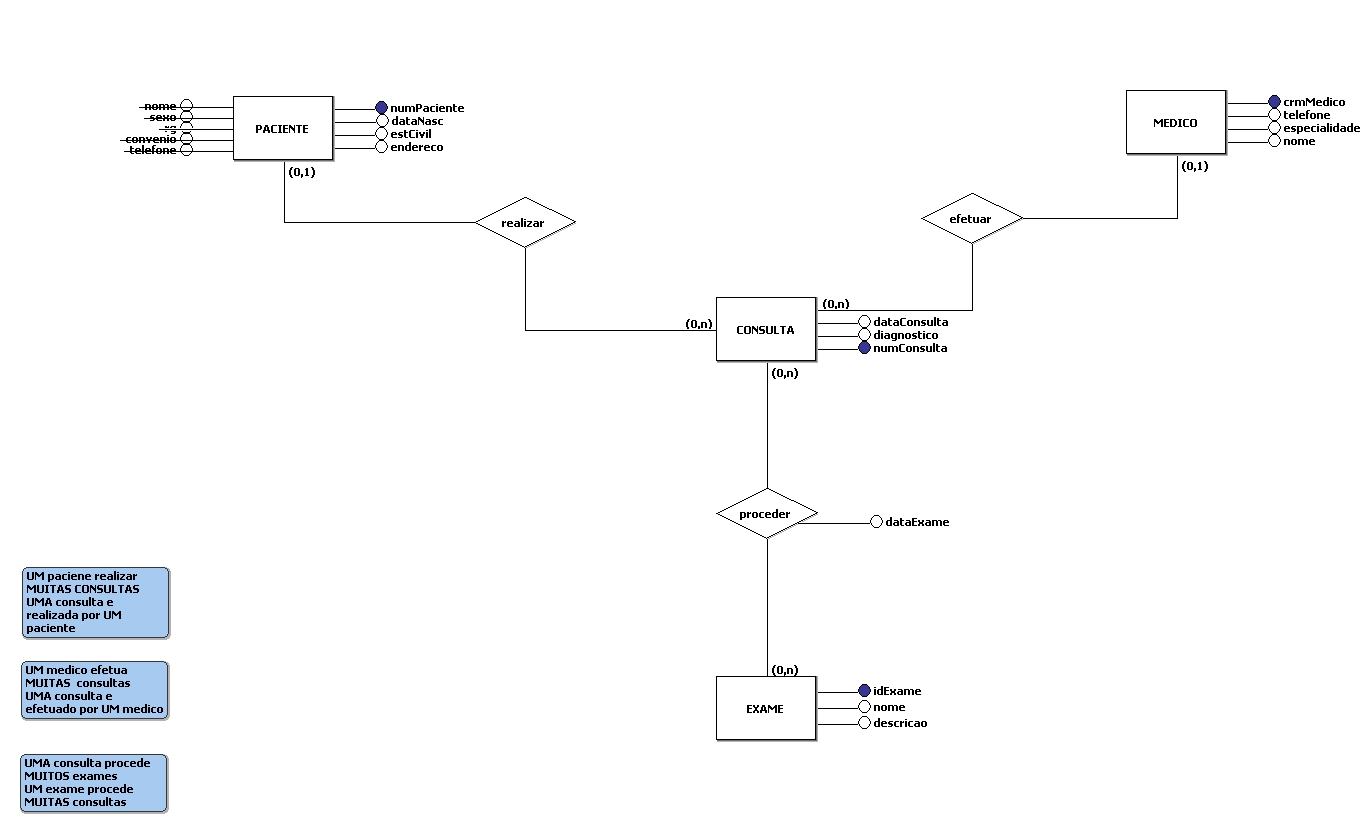 nome
sexo
rg
convenio
telefone
PACIENTE
numPaciente
dataNasc
estCivil
endereco
(0,1)
realizar
MEDICO
crmMedico
telefone
especialidade
nome
(0,1)
efetuar
(0,n)
(0,n)
CONSULTA
dataConsulta
diagnostico
numConsulta
(0,n)
proceder
dataExame
(0,n)
EXAME
idExame
nome
descricao
UM paciene realizar
MUITAS CONSULTAS
UMA consulta e
realizada por UM
paciente
UM medico efetua
MUITAS consultas
UMA consulta e
efetuado por UM medico
UMA consulta procede
MUITOS exames
UM exame procede
MUITAS consultas